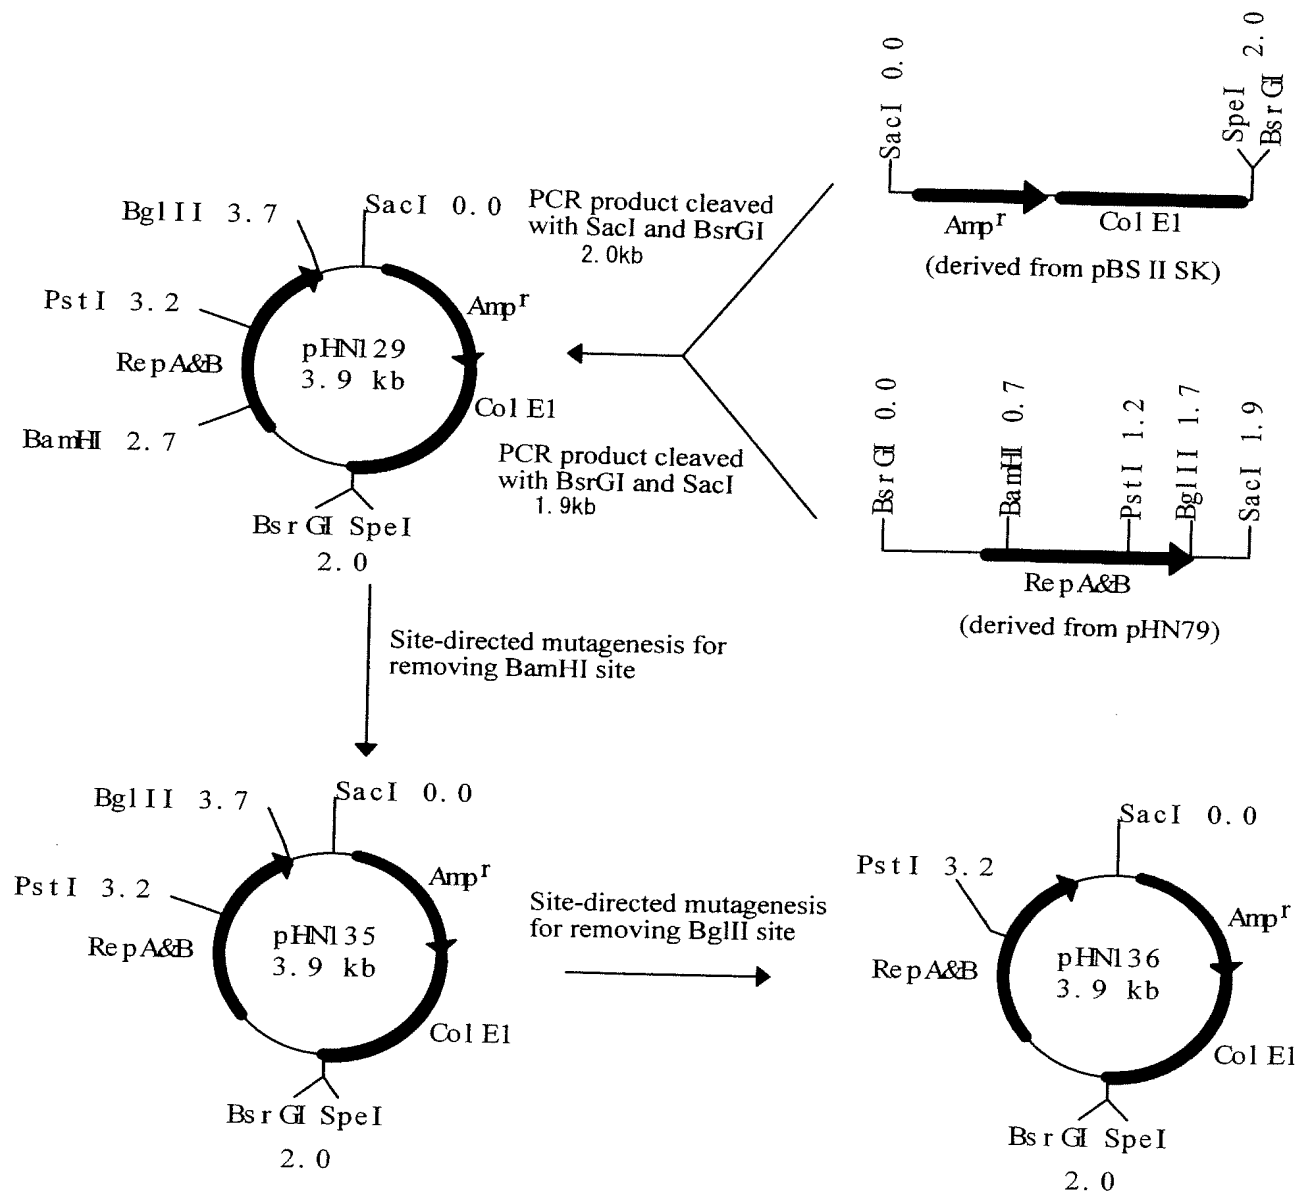 SacI 0.0
SpeI
BsrGI 2.0
Amp^r
Col E1
(derived from pBS II SK)
BglII 3.7
SacI 0.0
PstI 3.2
RepA&B
BamHI 2.7
pHN129
3.9 kb
Amp^r
Col E1
BsrGI SpeI
2.0
PCR product cleaved
with SacI and BsrGI
2.0kb
PCR product cleaved
with BsrGI and SacI
1.9kb
BsrGI 0.0
BamHI 0.7
PstI 1.2
BglII 1.7
SacI 1.9
RepA&B
(derived from pHN79)
Site-directed mutagenesis for
removing BamHI site
BglII 3.7
SacI 0.0
PstI 3.2
RepA&B
pHN135
3.9 kb
Amp^r
Col E1
BsrGI SpeI
2.0
Site-directed mutagenesis
for removing BglII site
SacI 0.0
PstI 3.2
RepA&B
pHN136
3.9 kb
Amp^r
Col E1
BsrGI SpeI
2.0